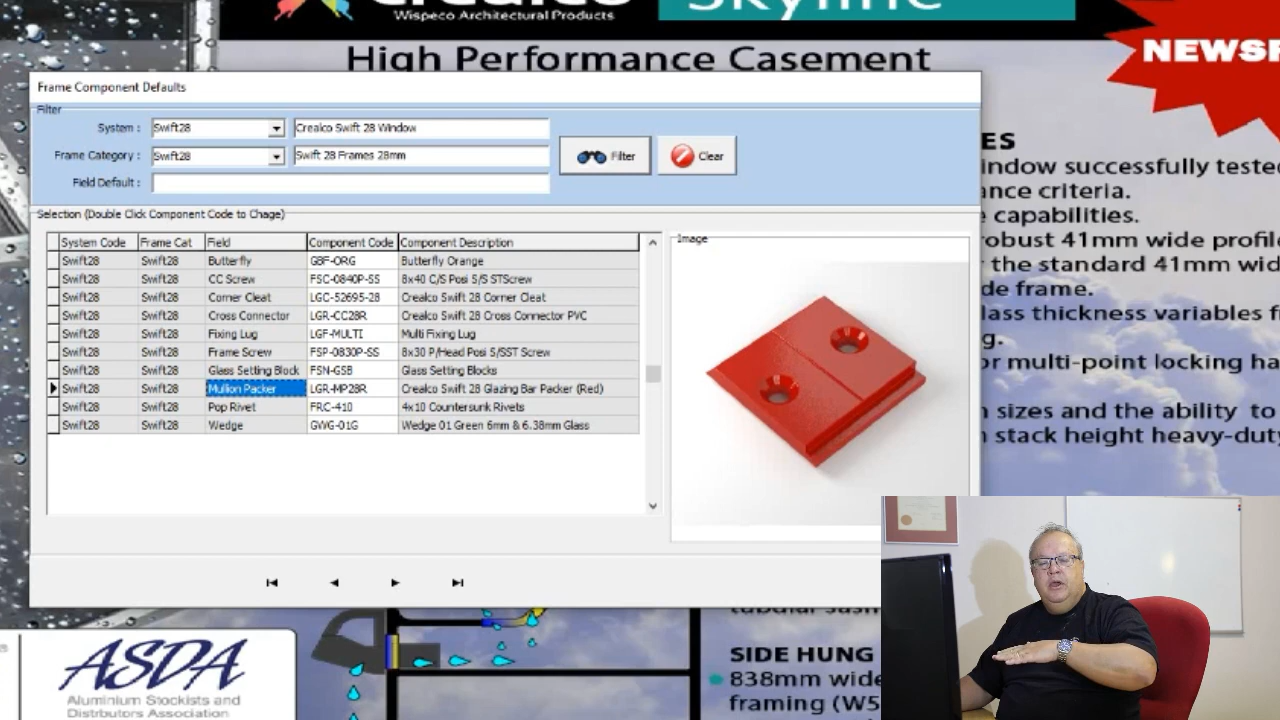 Crealco
Skyline
Wispeco Architectural Products
High Performance Casement
Frame Component Defaults
Filter
System : Swift28 Crealco Swift 28 Window
Frame Category : Swift28 Swift 28 Frames 28mm
Filter Clear
Field Default :
Selection (Double Click Component Code to Chage)
System Code Frame Cat Field Component Code Component Description
Swift28 Swift28 Butterfly GBF-ORG Butterfly Orange
Swift28 Swift28 CC Screw FSC-0840P-SS 8x40 C/S Posi S/S STScrew
Swift28 Swift28 Corner Cleat LGC-52695-28 Crealco Swift 28 Corner Cleat
Swift28 Swift28 Cross Connector LGR-CC28R Crealco Swift 28 Cross Connector PVC
Swift28 Swift28 Fixing Lug LGF-MULTI Multi Fixing Lug
Swift28 Swift28 Frame Screw FSP-0830P-SS 8x30 P/Head Posi S/SST Screw
Swift28 Swift28 Glass Setting Block FSN-GSB Glass Setting Blocks
Swift28 Swift28 Mullion Packer LGR-MP28R Crealco Swift 28 Glazing Bar Packer (Red)
Swift28 Swift28 Pop Rivet FRC-410 4x10 Countersunk Rivets
Swift28 Swift28 Wedge GWG-01G Wedge 01 Green 6mm & 6.38mm Glass
Image
NEWSF
ES
indow successfully tested
ance criteria.
capabilities.
robust 41mm wide profil
the standard 41mm wid
de frame.
lass thickness variables f
g.
or multi-point locking ha
sizes and the ability to
stack height heavy-duty
SIDE HUNG
838mm wide
framing (W5
ASDA
Aluminium Stockists and
Distributors Association